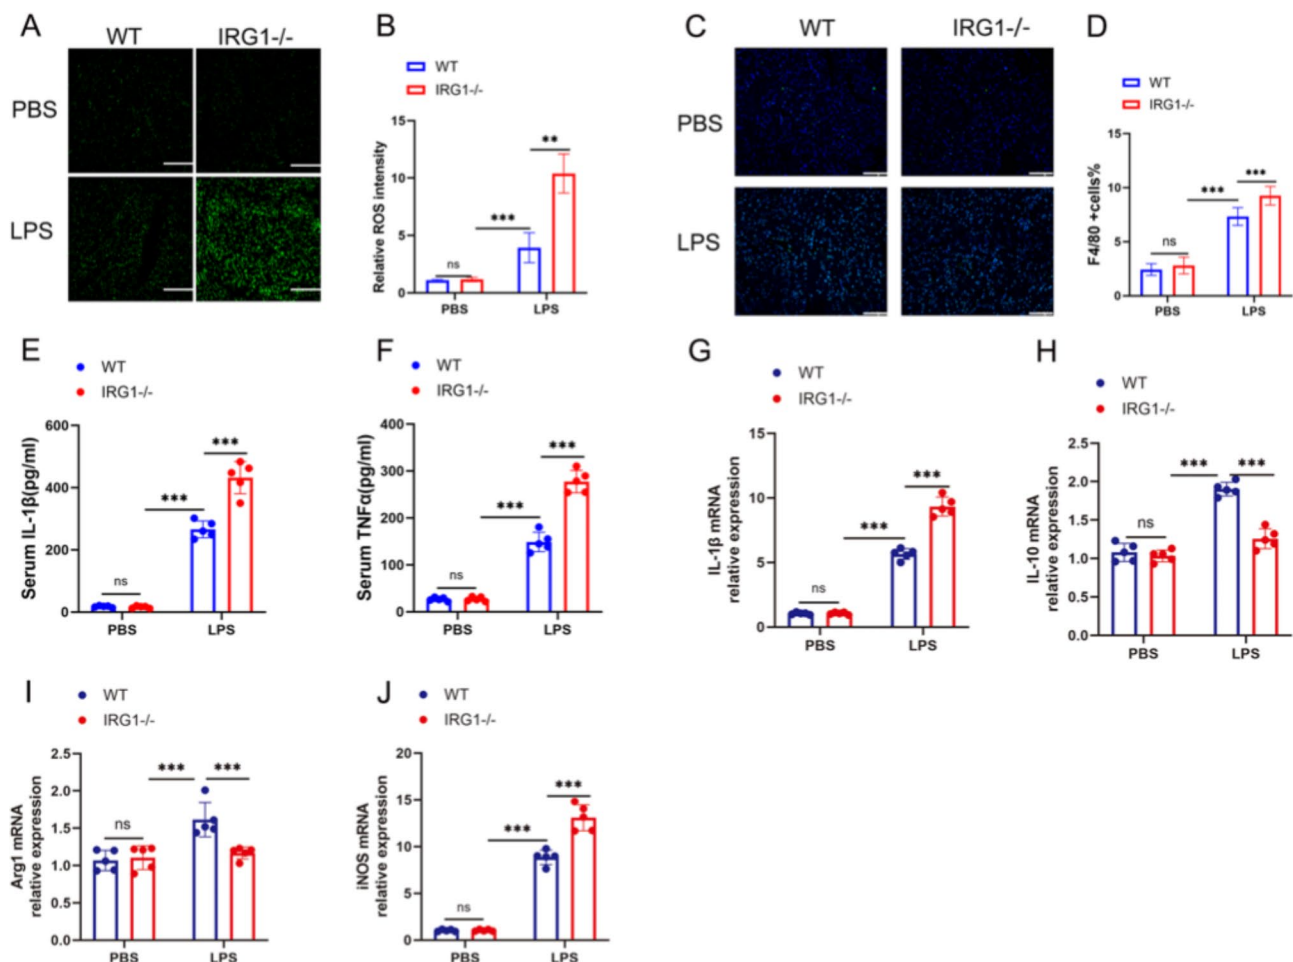 A
WT
IRG1-/-
PBS
LPS
B
WT
IRG1-/-
Relative ROS intensity
15
10
5
0
ns
***
**
PBS
LPS
C
WT
IRG1-/-
PBS
LPS
D
WT
IRG1-/-
F4/80 +cells%
15
10
5
0
ns
***
***
PBS
LPS
E
WT
IRG1-/-
Serum IL-1β(pg/ml)
600
400
200
0
ns
***
***
PBS
LPS
F
WT
IRG1-/-
Serum TNFα(pg/ml)
400
300
200
100
0
ns
***
***
PBS
LPS
G
WT
IRG1-/-
IL-1β mRNA
relative expression
15
10
5
0
ns
***
***
PBS
LPS
H
WT
IRG1-/-
IL-10 mRNA
relative expression
2.5
2.0
1.5
1.0
0.5
0.0
ns
***
***
PBS
LPS
I
WT
IRG1-/-
Arg1 mRNA
relative expression
2.5
2.0
1.5
1.0
0.5
0.0
ns
***
***
PBS
LPS
J
WT
IRG1-/-
iNOS mRNA
relative expression
20
15
10
5
0
ns
***
***
PBS
LPS